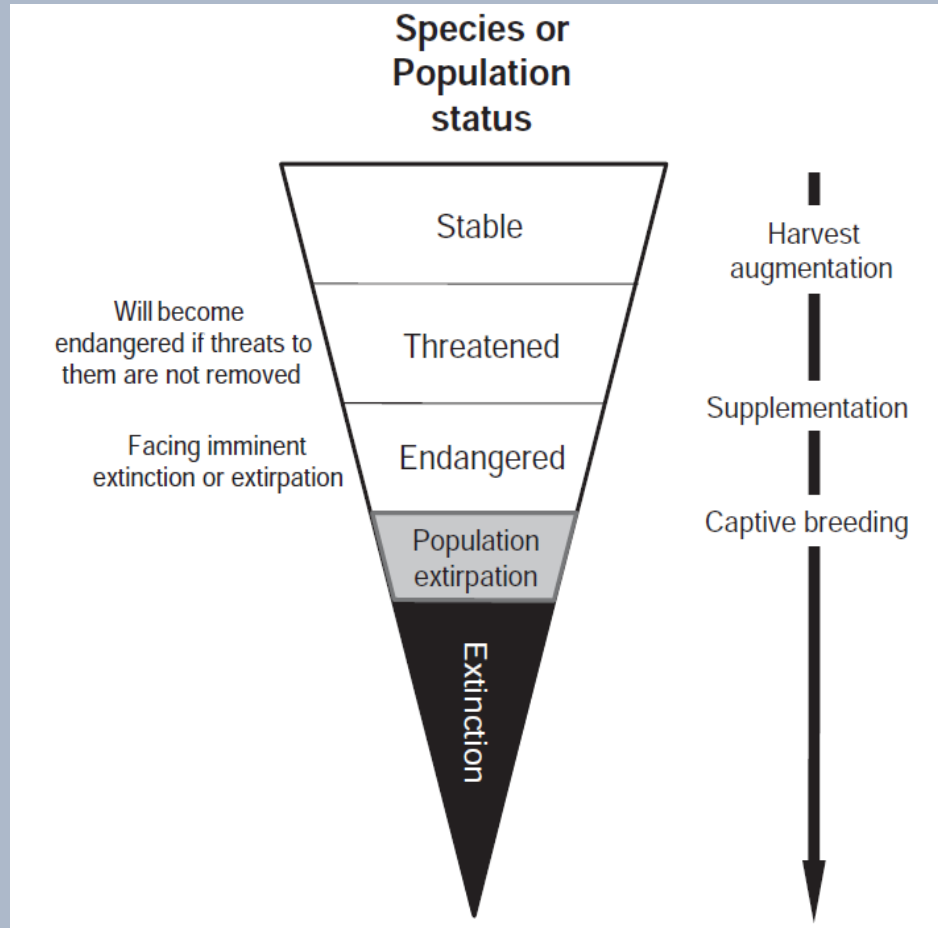 Species or
Population
status
Stable
Harvest
augmentation
Will become
endangered if threats to
them are not removed
Threatened
Supplementation
Facing imminent
extinction or extirpation
Endangered
Captive breeding
Population
extirpation
Extinction